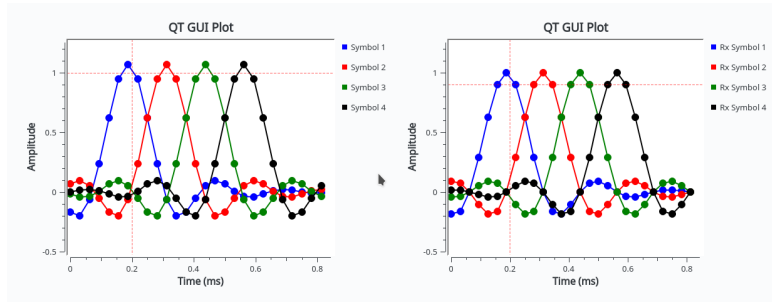 QT GUI Plot
Amplitude
1
0.5
0
-0.5
0
0.2
0.4
0.6
0.8
Time (ms)
Symbol 1
Symbol 2
Symbol 3
Symbol 4
QT GUI Plot
Amplitude
1
0.5
0
-0.5
0
0.2
0.4
0.6
0.8
Time (ms)
Rx Symbol 1
Rx Symbol 2
Rx Symbol 3
Rx Symbol 4